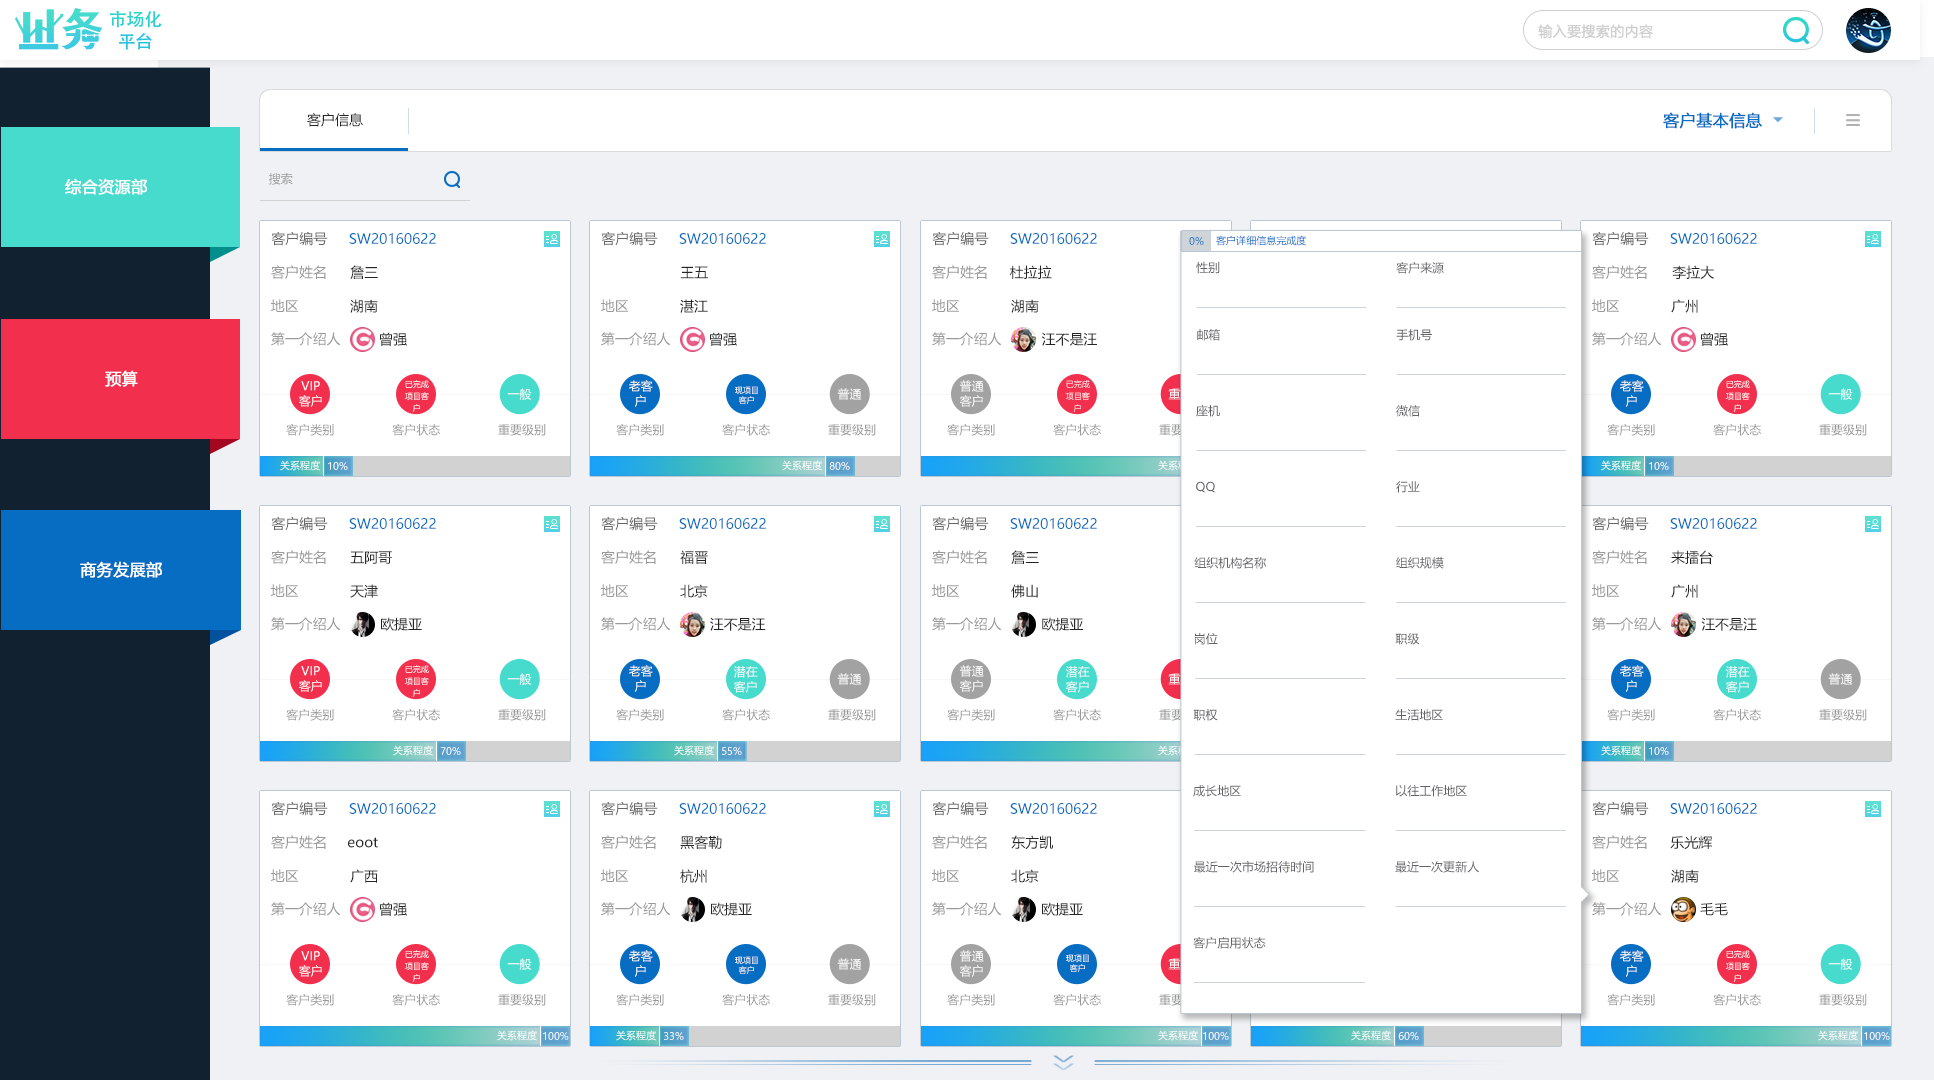 业务 市场化
平台
输入要搜索的内容
综合资源部
预算
商务发展部
客户信息
客户基本信息
搜索
客户编号 SW20160622
客户姓名 詹三
地区 湖南
第一介绍人 曾强
VIP
客户
已完成
项目客
户
一般
客户类别 客户状态 重要级别
关系程度 10%
客户编号 SW20160622
王五
地区 湛江
第一介绍人 曾强
老客
户
现项目
客户
普通
客户类别 客户状态 重要级别
关系程度 80%
客户编号 SW20160622
客户姓名 杜拉拉
地区 湖南
第一介绍人 汪不是汪
普通
客户
已完成
项目客
户
重
客户类别 客户状态 重要
关系
客户编号 SW20160622
客户姓名 李拉大
地区 广州
第一介绍人 曾强
老客
户
已完成
项目客
户
一般
客户类别 客户状态 重要级别
关系程度 10%
客户编号 SW20160622
客户姓名 五阿哥
地区 天津
第一介绍人 欧提亚
VIP
客户
已完成
项目客
户
一般
客户类别 客户状态 重要级别
关系程度 70%
客户编号 SW20160622
客户姓名 福晋
地区 北京
第一介绍人 汪不是汪
老客
户
潜在
客户
普通
客户类别 客户状态 重要级别
关系程度 55%
客户编号 SW20160622
客户姓名 詹三
地区 佛山
第一介绍人 欧提亚
普通
客户
潜在
客户
重
客户类别 客户状态 重要
关系
客户编号 SW20160622
客户姓名 来擂台
地区 广州
第一介绍人 汪不是汪
老客
户
潜在
客户
普通
客户类别 客户状态 重要级别
关系程度 10%
客户编号 SW20160622
客户姓名 eoot
地区 广西
第一介绍人 曾强
VIP
客户
已完成
项目客
户
一般
客户类别 客户状态 重要级别
关系程度 100%
客户编号 SW20160622
客户姓名 黑客勒
地区 杭州
第一介绍人 欧提亚
老客
户
现项目
客户
普通
客户类别 客户状态 重要级别
关系程度 33%
客户编号 SW20160622
客户姓名 东方凯
地区 北京
第一介绍人 欧提亚
普通
客户
现项目
客户
重
客户类别 客户状态 重要
关系程度 100%
关系程度 60%
客户编号 SW20160622
客户姓名 乐光辉
地区 湖南
第一介绍人 毛毛
老客
户
已完成
项目客
户
一般
客户类别 客户状态 重要级别
关系程度 100%
0% 客户详细信息完成度
性别 客户来源
邮箱 手机号
座机 微信
QQ 行业
组织机构名称 组织规模
岗位 职级
职权 生活地区
成长地区 以往工作地区
最近一次市场招待时间 最近一次更新人
客户启用状态